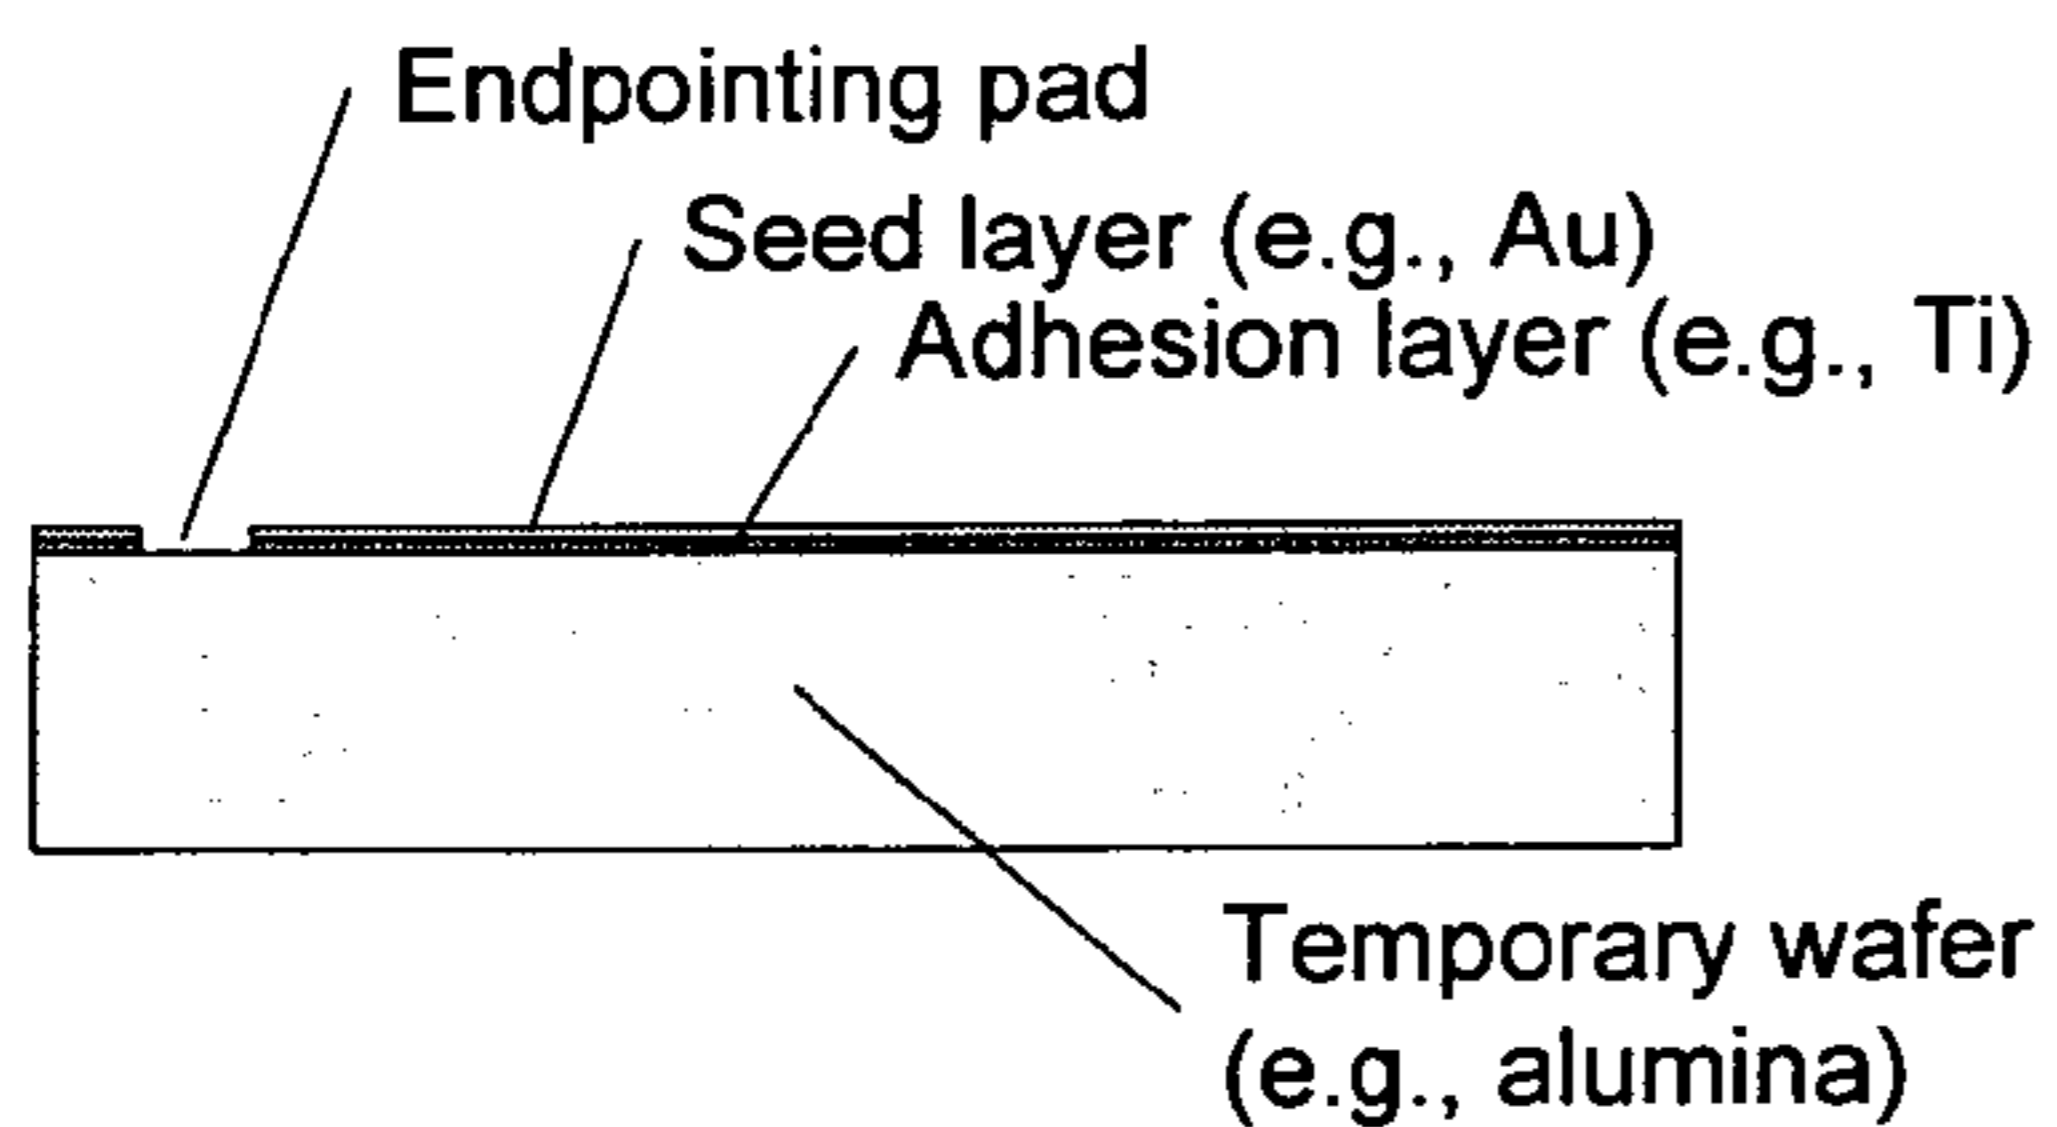 Endpointing pad
Seed layer (e.g., Au)
Adhesion layer (e.g., Ti)
Temporary wafer
(e.g., alumina)